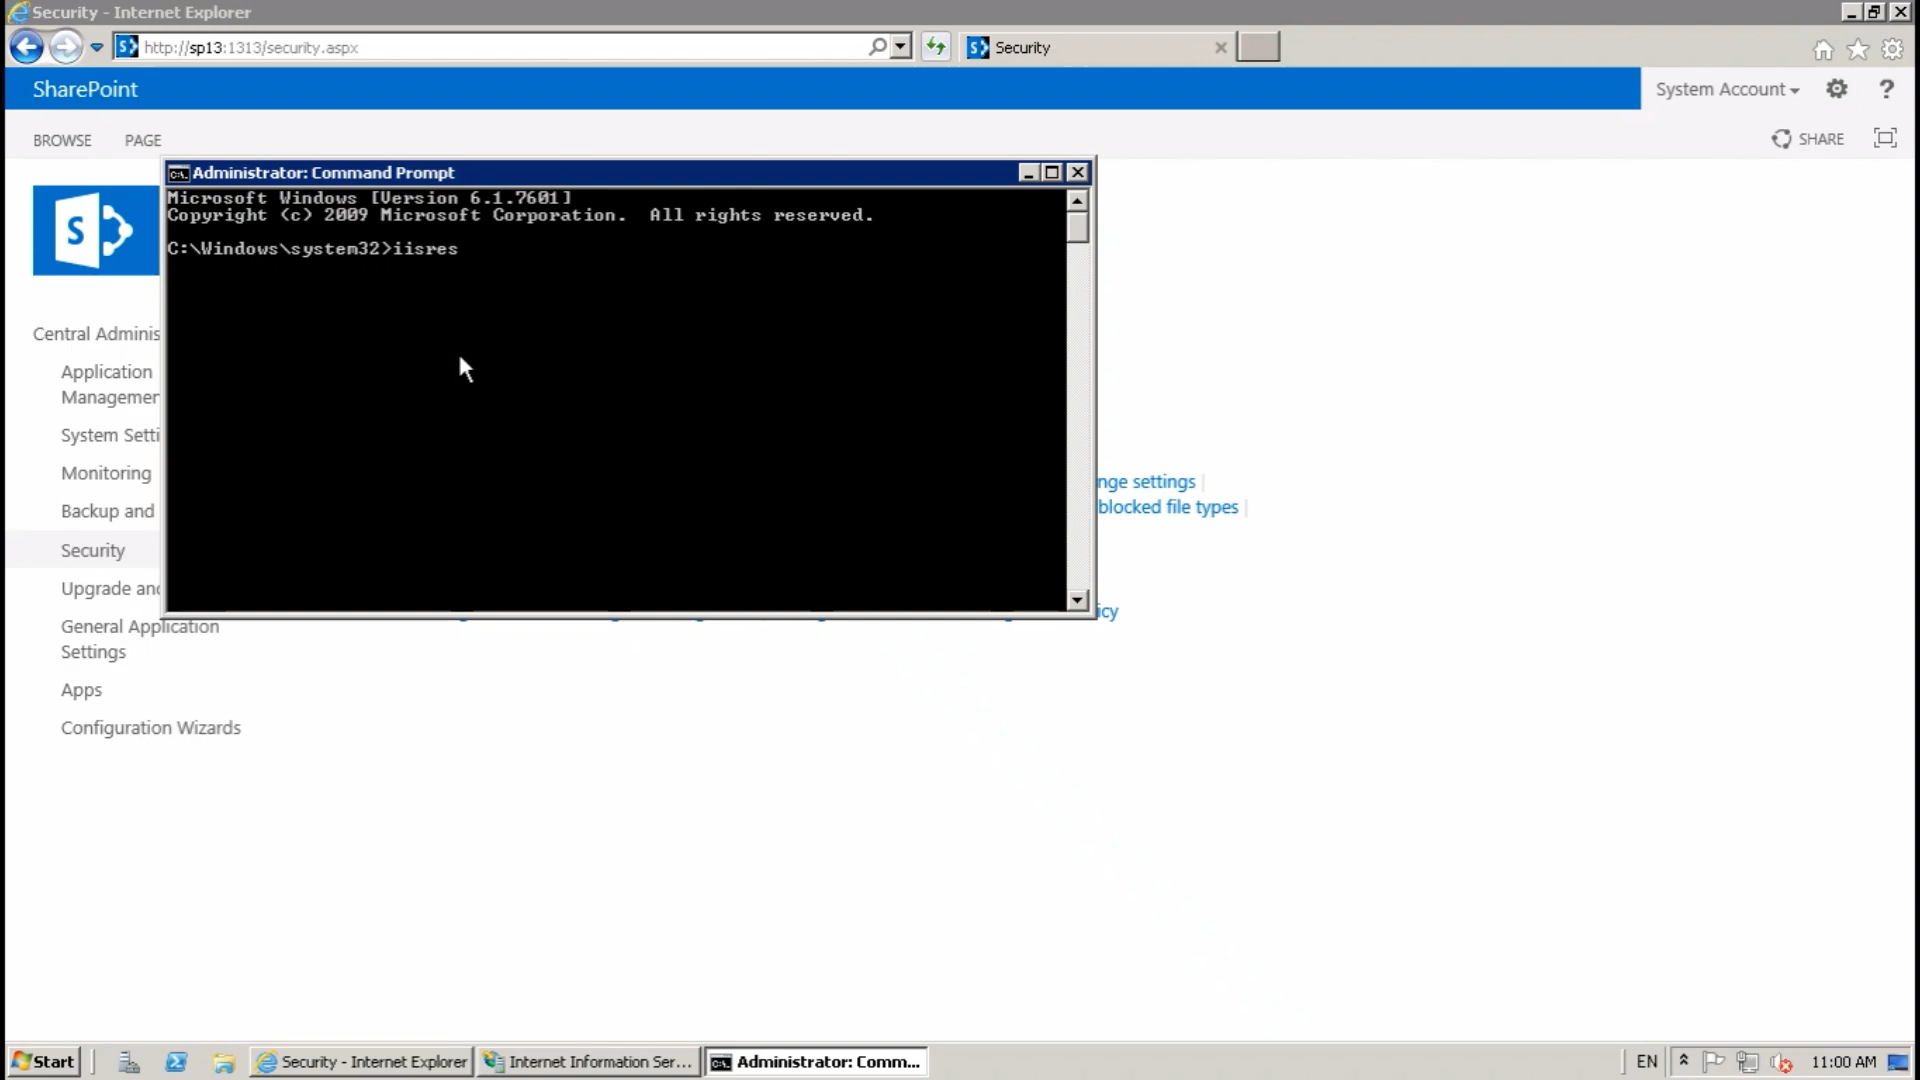 Security - Internet Explorer
http://sp13:1313/security.aspx
Security
SharePoint
System Account
?
BROWSE
PAGE
SHARE
Administrator: Command Prompt
Microsoft Windows [Version 6.1.7601]
Copyright (c) 2009 Microsoft Corporation. All rights reserved.
C:\Windows\system32>iisres
Central Adminis
Application
Managemer
System Setti
Monitoring
Backup and
Security
Upgrade and
General Application
Settings
Apps
Configuration Wizards
nge settings |
blocked file types |
icy
Start
Security - Internet Explorer
Internet Information Ser...
Administrator: Comm...
EN
11:00 AM